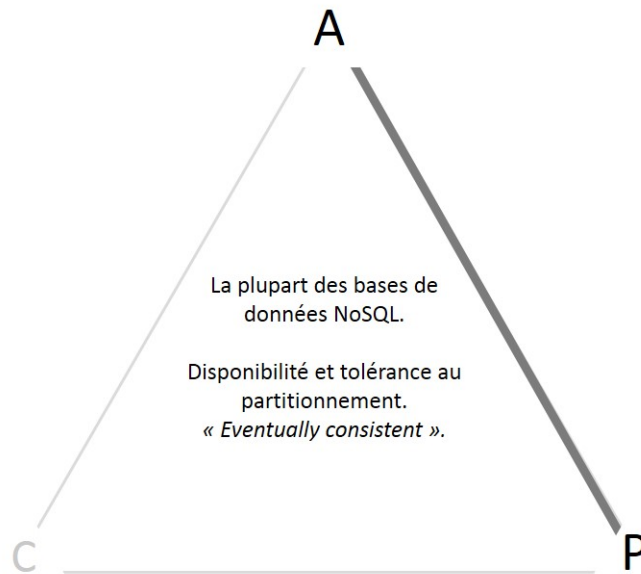 A
La plupart des bases de
données NoSQL.
Disponibilité et tolérance au
partitionnement.
« Eventually consistent ».
C
P